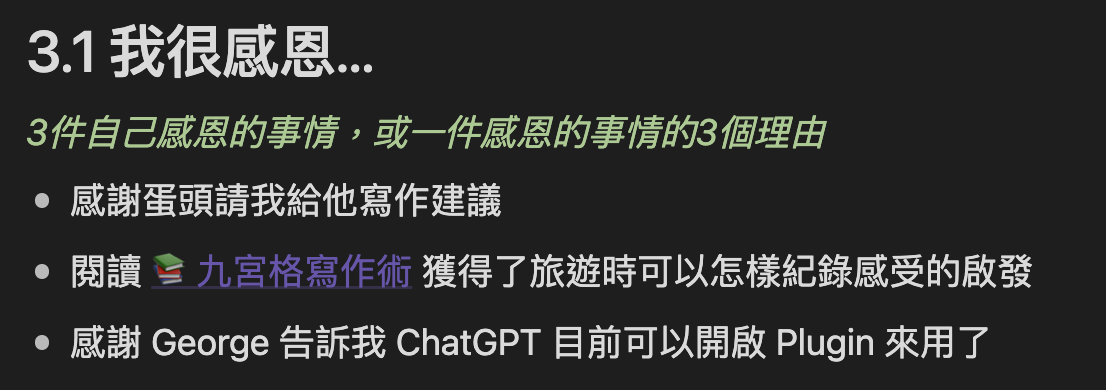 3.1 我很感恩...
3件自己感恩的事情，或一件感恩的事情的3個理由
• 感謝蛋頭請我給他寫作建議
• 閱讀 📚 九宮格寫作術 獲得了旅遊時可以怎樣紀錄感受的啟發
• 感謝 George 告訴我 ChatGPT 目前可以開啟 Plugin 來用了